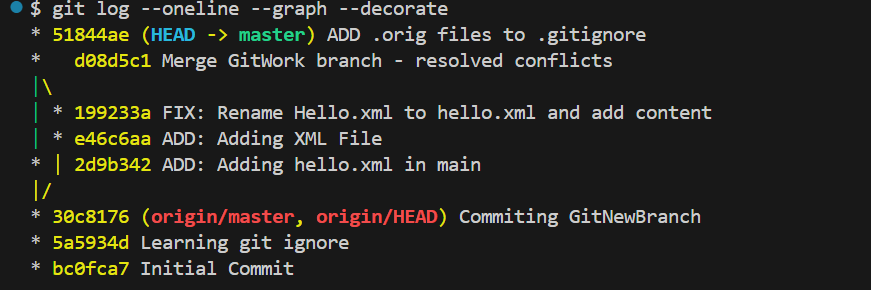 $ git log --oneline --graph --decorate
* 51844ae (HEAD -> master) ADD .orig files to .gitignore
*   d08d5c1 Merge GitWork branch - resolved conflicts
|\
| * 199233a FIX: Rename Hello.xml to hello.xml and add content
| * e46c6aa ADD: Adding XML File
* | 2d9b342 ADD: Adding hello.xml in main
|/
* 30c8176 (origin/master, origin/HEAD) Commiting GitNewBranch
* 5a5934d Learning git ignore
* bc0fca7 Initial Commit